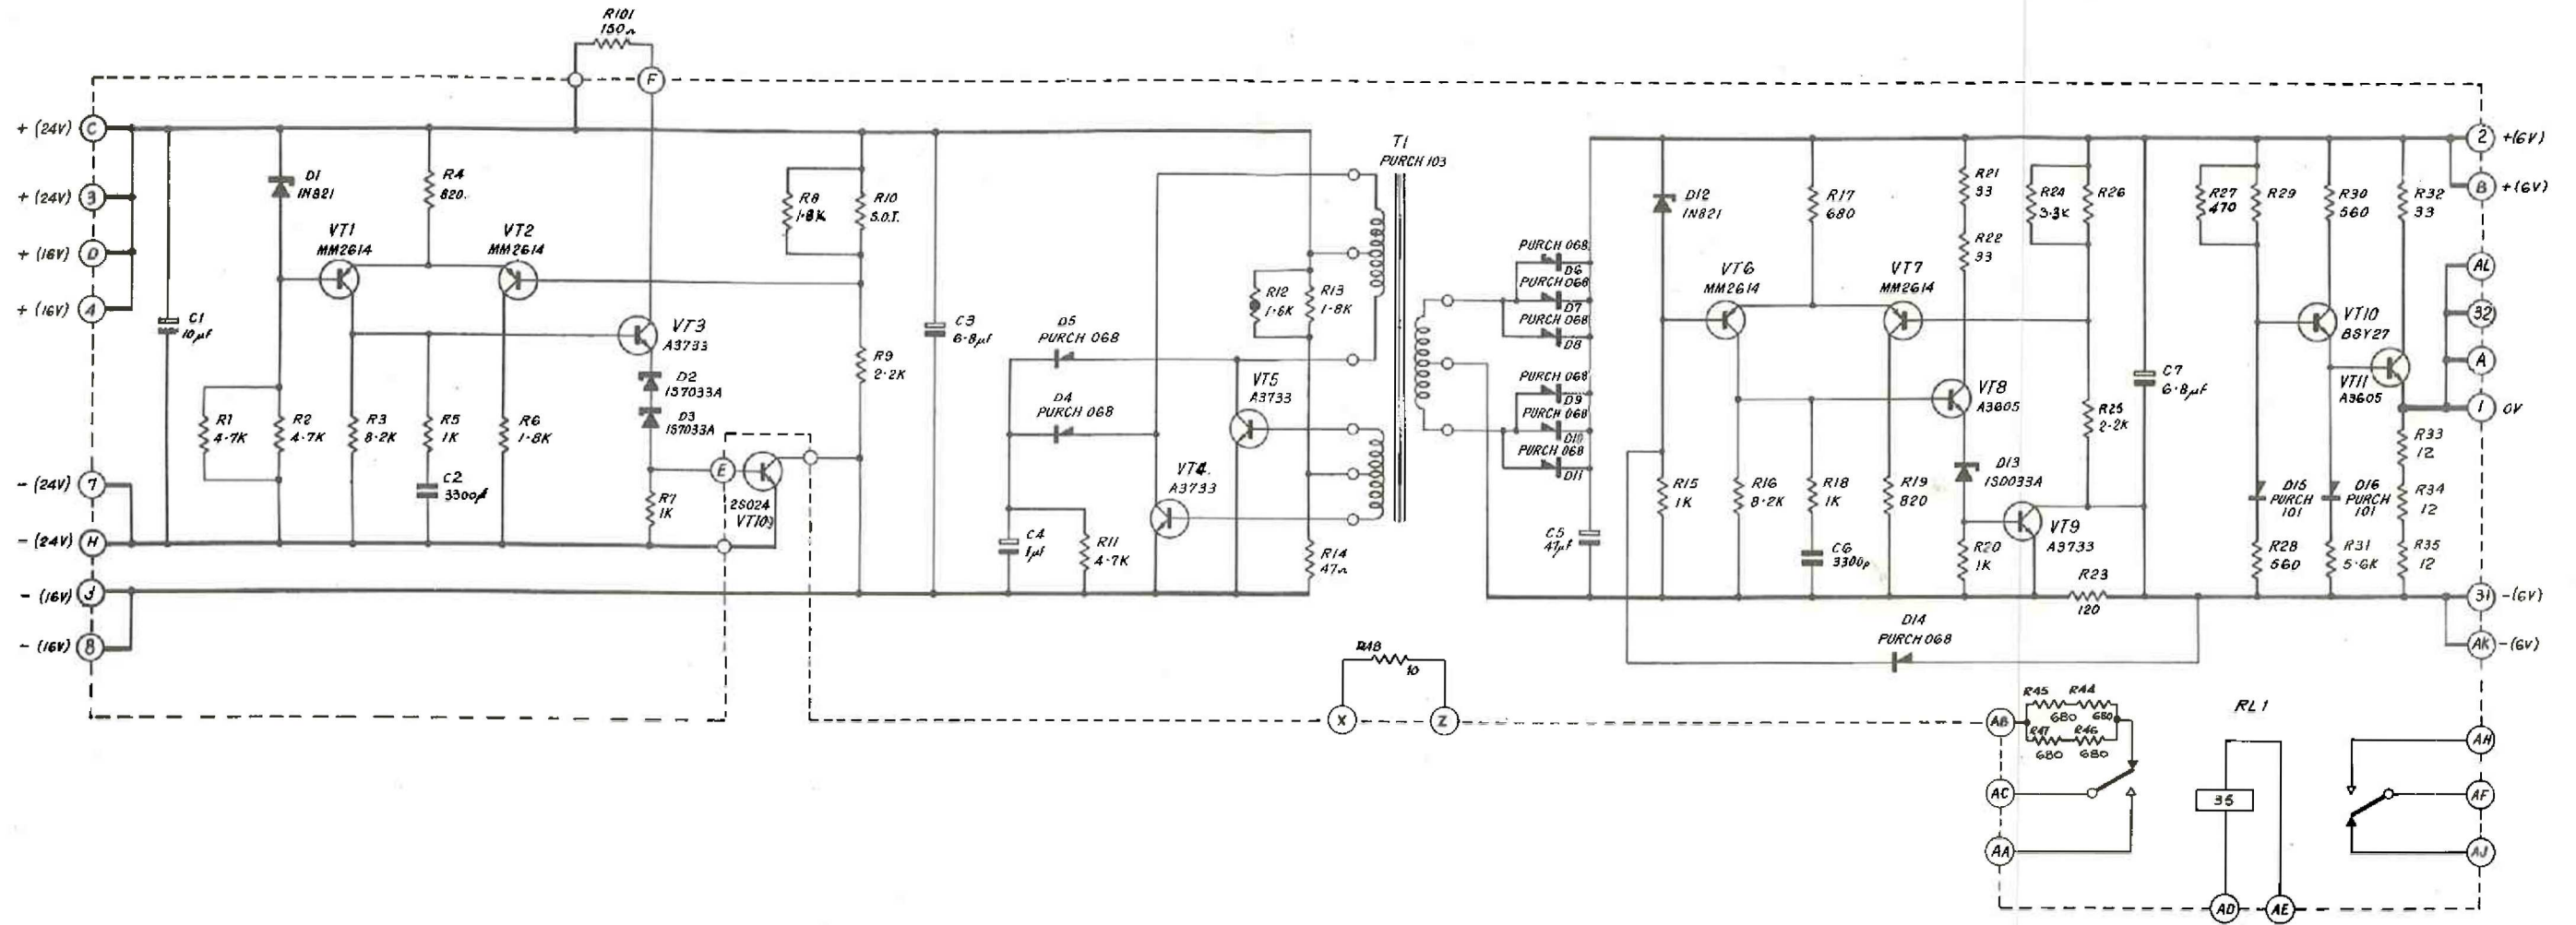 R101
150Ω
F
+ (24V) C
+ (24V) 3
+ (16V) D
+ (16V) 4
- (24V) 7
- (24V) H
- (16V) J
- (16V) 8
C1
10µF
D1
1N821
R4
820.
VT1
MM2614
VT2
MM2614
R1
4·7K
R2
4·7K
R3
8·2K
R5
1K
C2
R6
1·8K
VT3
A3733
D2
1S7033A
D3
1S7033A
R7
1K
E
2S024
R8
1·8K
R10
S.O.T.
R9
2·2K
C3
6·8µF
D5
PURCH 068
D4
PURCH 068
C4
1µF
R11
4·7K
VT4.
A3733
VT5
A3733
R12
1·6K
R13
1·8K
R14
47Ω
T1
PURCH 103
PURCH 068
D6
PURCH 068
D7
PURCH 068
D8
PURCH 068
D9
PURCH 068
D10
PURCH 068
D11
C5
47µF
D12
1N821
R15
1K
VT6
MM2614
R17
680
VT7
MM2614
R16
8·2K
R18
1K
C6
3300p
R19
820
R21
33
R22
33
VT8
A3605
D13
1S0033A
R20
1K
VT9
A3733
R24
3·3K
R26
R25
2·2K
C7
6·8µF
R23
120
D14
PURCH 068
R27
470
R29
R30
560
R32
33
VT10
BSY27
VT11
A3605
D15
PURCH
101
D16
PURCH
101
R28
560
R31
5·6K
R33
12
R34
12
R35
12
2 +(6V)
B +(6V)
AL
32
A
1 0V
31 -(6V)
AK -(6V)
R48
10
X
Z
R45 R44
680 680
R47 R46
680 680
AB
AC
AA
RL1
35
AD
AE
AH
AF
AJ